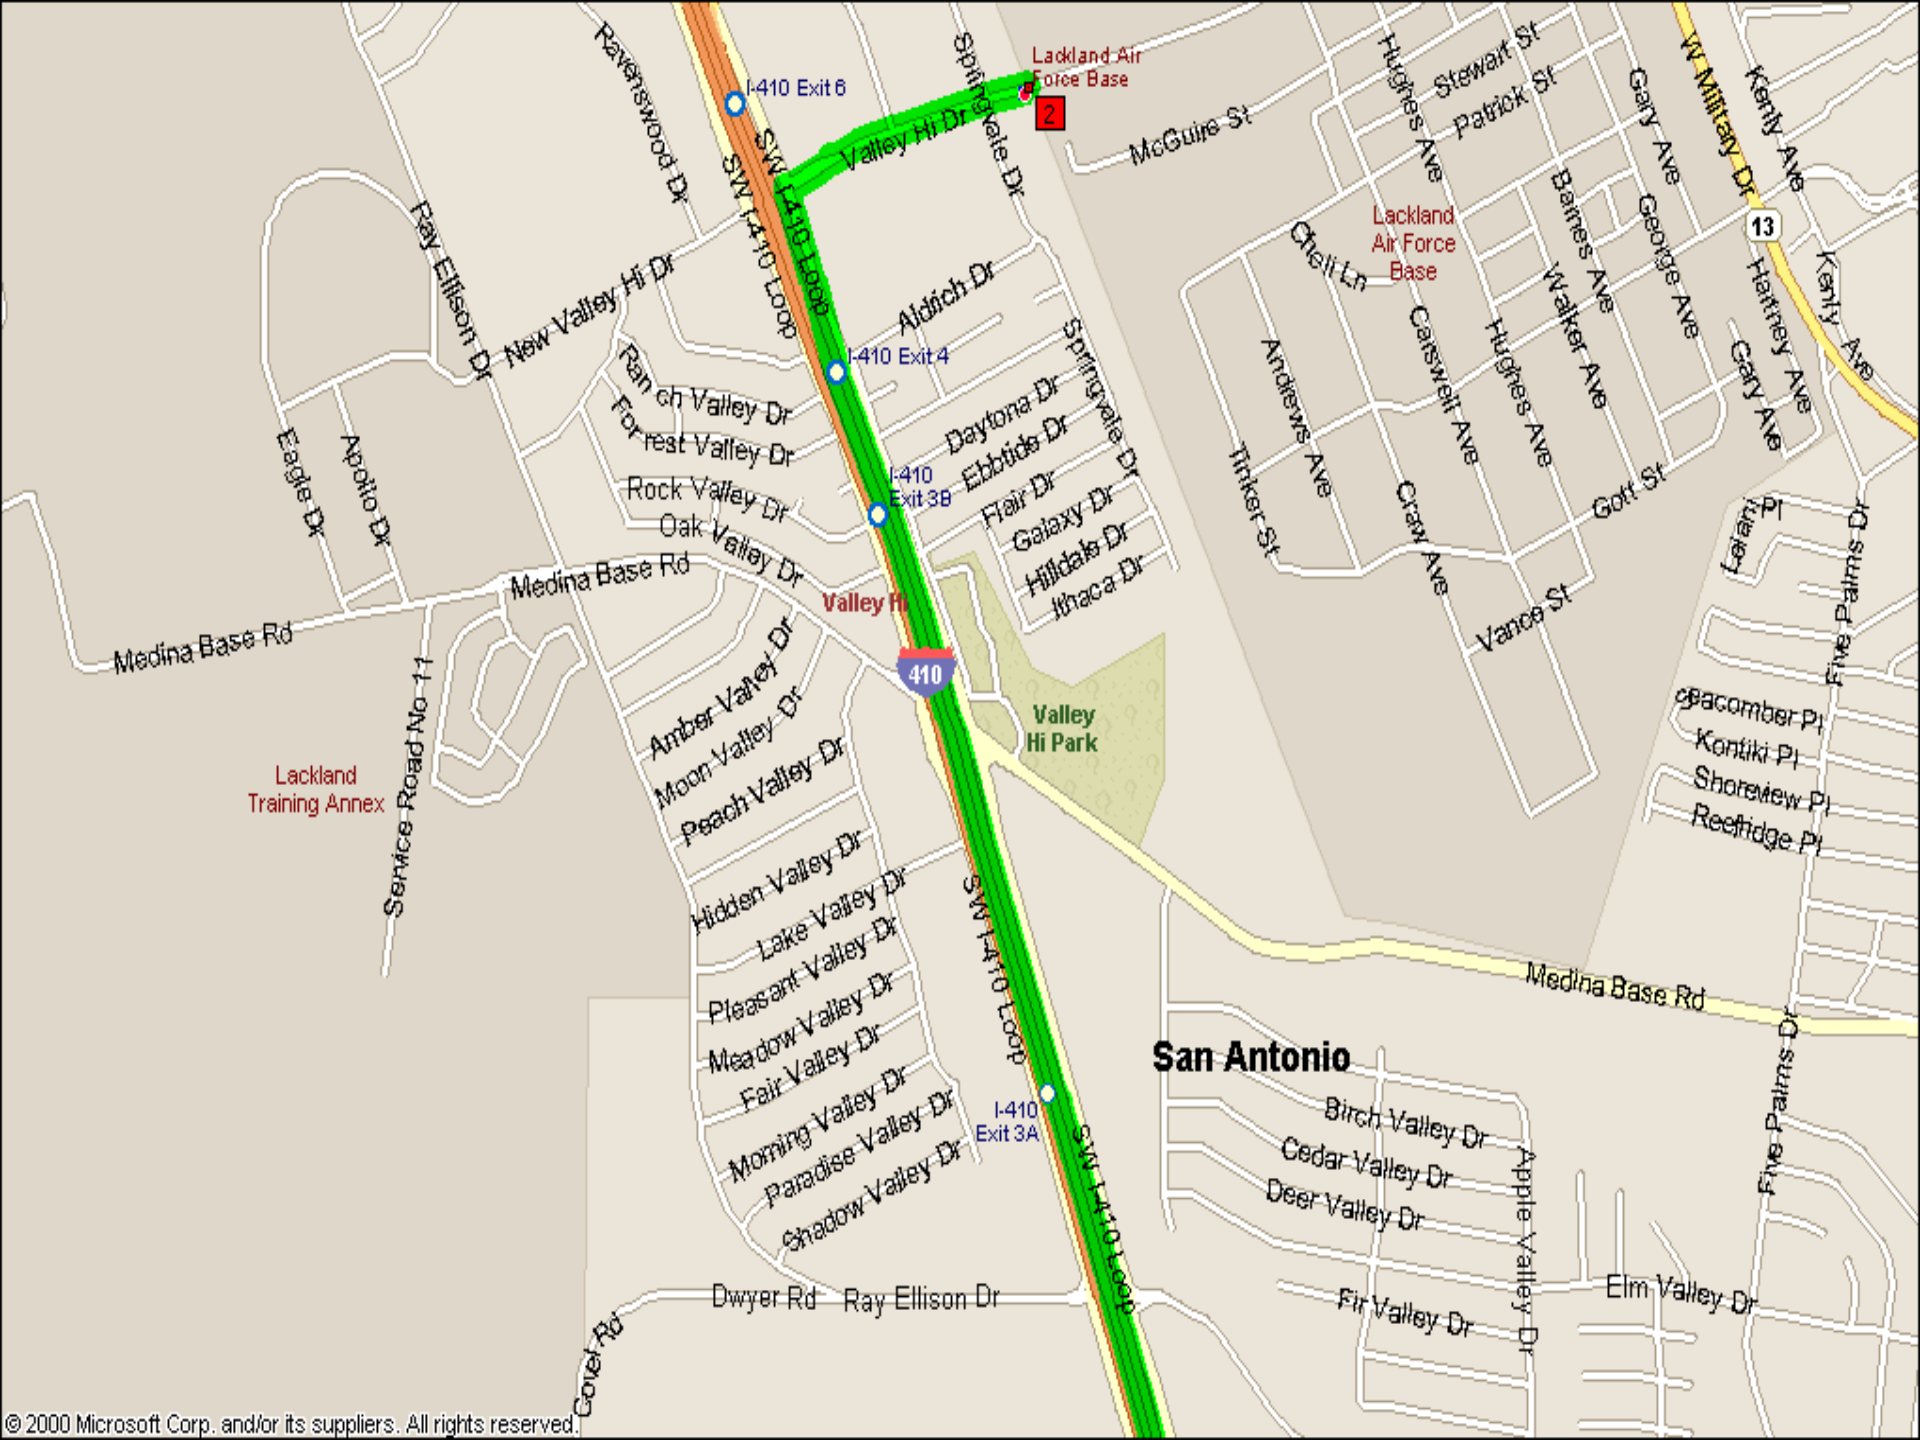 I-410 Exit 6
Lackland Air
Force Base
2
Ravenswood Dr
Springvale Dr
Valley Hi Dr
McGuire St
Hughes Ave
Stewart St
Patrick St
Gary Ave
W Military Dr
Kenly Ave
13
SW I-410 Loop
SW I-410 Loop
Ray Ellison Dr
New Valley Hi Dr
Aldrich Dr
Chell Ln
Lackland
Air Force
Base
Barnes Ave
George Ave
Walker Ave
Hartney Ave
Kenly Ave
I-410 Exit 4
Ranch Valley Dr
Forrest Valley Dr
Rock Valley Dr
Oak Valley Dr
Springvale Dr
Daytona Dr
Ebbtide Dr
Flair Dr
Galaxy Dr
Hilldale Dr
Ithaca Dr
I-410
Exit 3B
Andrews Ave
Carswell Ave
Hughes Ave
Gary Ave
Tinker St
Craw Ave
Gott St
Vance St
Eagle Dr
Apollo Dr
Medina Base Rd
Medina Base Rd
Valley Hi
410
Valley
Hi Park
Leilani Pl
Five Palms Dr
Seacomber Pl
Kontiki Pl
Shoreview Pl
Reefridge Pl
Service Road No 11
Lackland
Training Annex
Amber Valley Dr
Moon Valley Dr
Peach Valley Dr
Hidden Valley Dr
Lake Valley Dr
Pleasant Valley Dr
Meadow Valley Dr
Fair Valley Dr
Morning Valley Dr
Paradise Valley Dr
Shadow Valley Dr
SW I-410 Loop
Medina Base Rd
San Antonio
I-410
Exit 3A
SW I-410 Loop
Birch Valley Dr
Cedar Valley Dr
Deer Valley Dr
Apple Valley Dr
Five Palms Dr
Elm Valley Dr
Fir Valley Dr
Dwyer Rd
Ray Ellison Dr
Covel Rd
© 2000 Microsoft Corp. and/or its suppliers. All rights reserved.